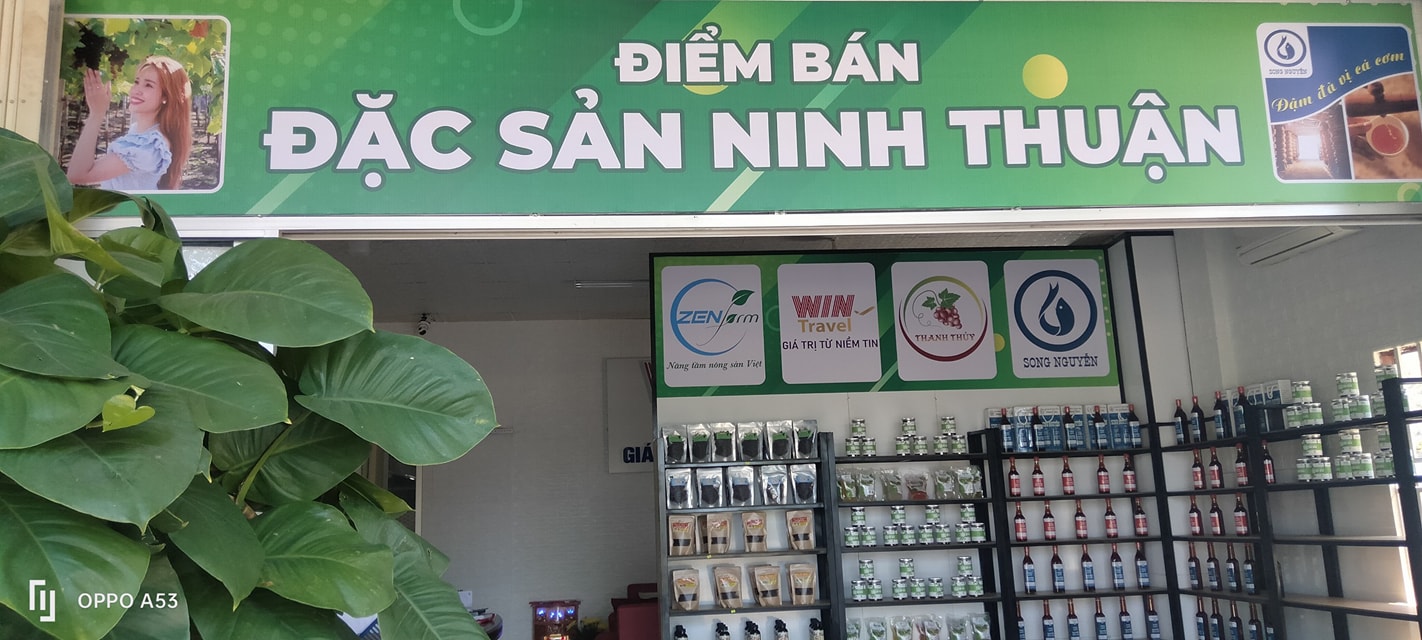 ĐIỂM BÁN
ĐẶC SẢN NINH THUẬN
SONG NGUYÊN
Đậm đà vị cá cơm
ZEN farm
Nâng tầm nông sản Việt
WIN
Travel
GIÁ TRỊ TỪ NIỀM TIN
THANH THỦY
SONG NGUYÊN
GIÁ
OPPO A53